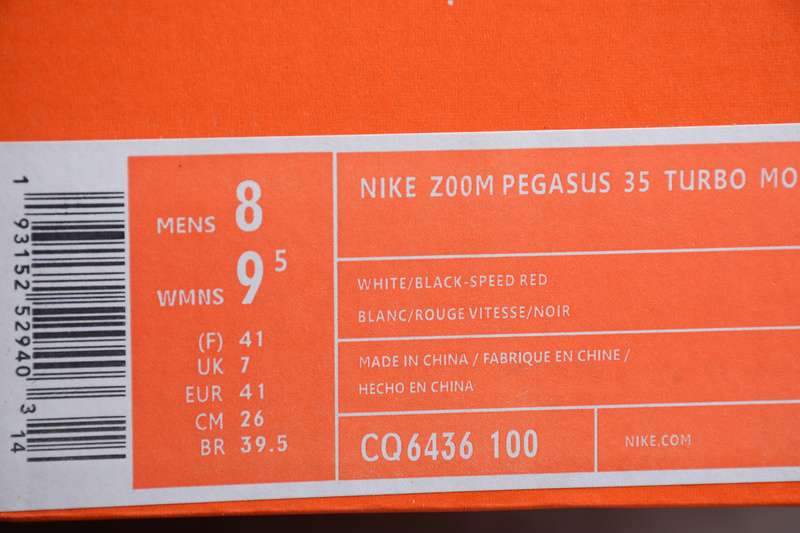 1 93152 52940 3 14
MENS 8
WMNS 9 5
(F) 41
UK 7
EUR 41
CM 26
BR 39.5
NIKE ZOOM PEGASUS 35 TURBO MO
WHITE/BLACK-SPEED RED
BLANC/ROUGE VITESSE/NOIR
MADE IN CHINA / FABRIQUE EN CHINE /
HECHO EN CHINA
CQ6436 100
NIKE.COM